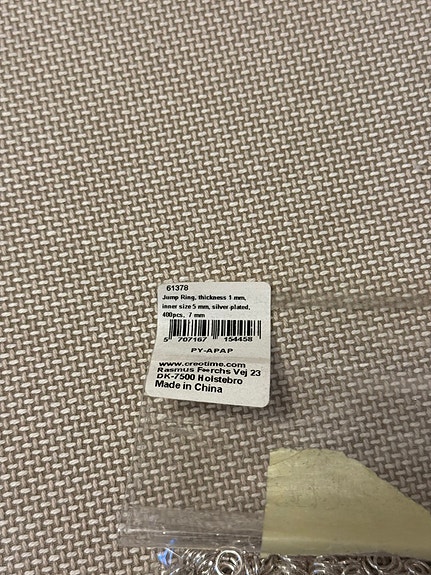 61378
Jump Ring, thickness 1 mm,
inner size 5 mm, silver plated,
400pcs, 7 mm
5 707167 154458
PY-APAP
www.creotime.com
Rasmus Færchs Vej 23
DK-7500 Holstebro
Made in China